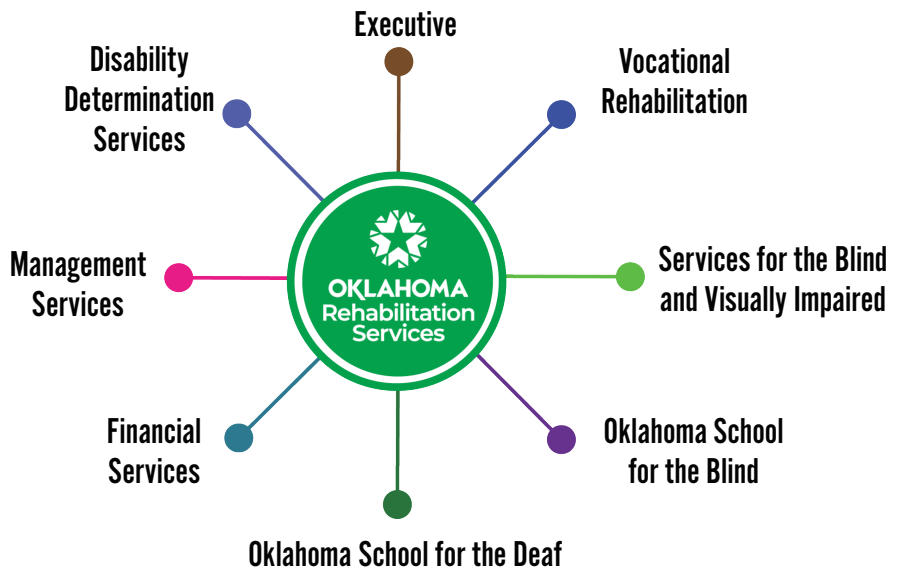 Executive
Disability
Determination
Services
Vocational
Rehabilitation
Management
Services
OKLAHOMA
Rehabilitation
Services
Services for the Blind
and Visually Impaired
Financial
Services
Oklahoma School
for the Blind
Oklahoma School for the Deaf